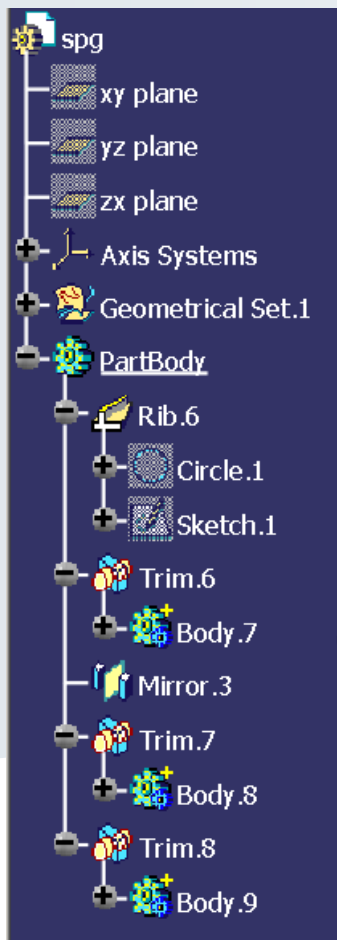 spg
xy plane
yz plane
zx plane
Axis Systems
Geometrical Set.1
PartBody
Rib.6
Circle.1
Sketch.1
Trim.6
Body.7
Mirror.3
Trim.7
Body.8
Trim.8
Body.9